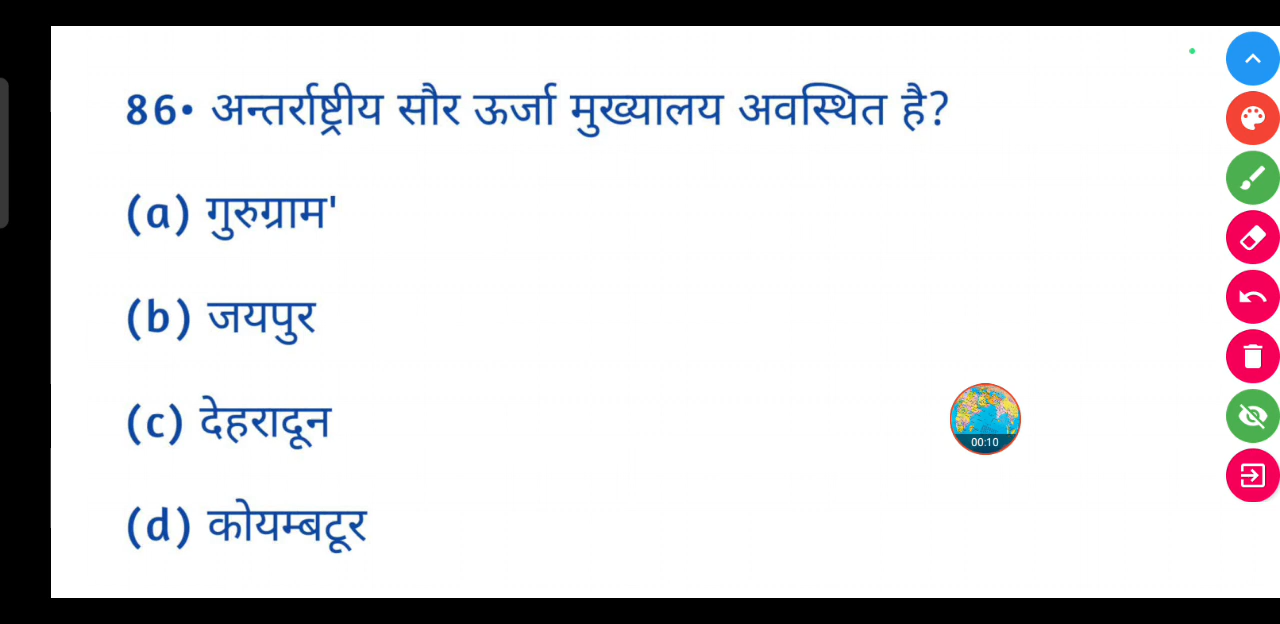 86• अन्तर्राष्ट्रीय सौर ऊर्जा मुख्यालय अवस्थित है?
(a) गुरुग्राम'
(b) जयपुर
(c) देहरादून
00:10
(d) कोयम्बटूर